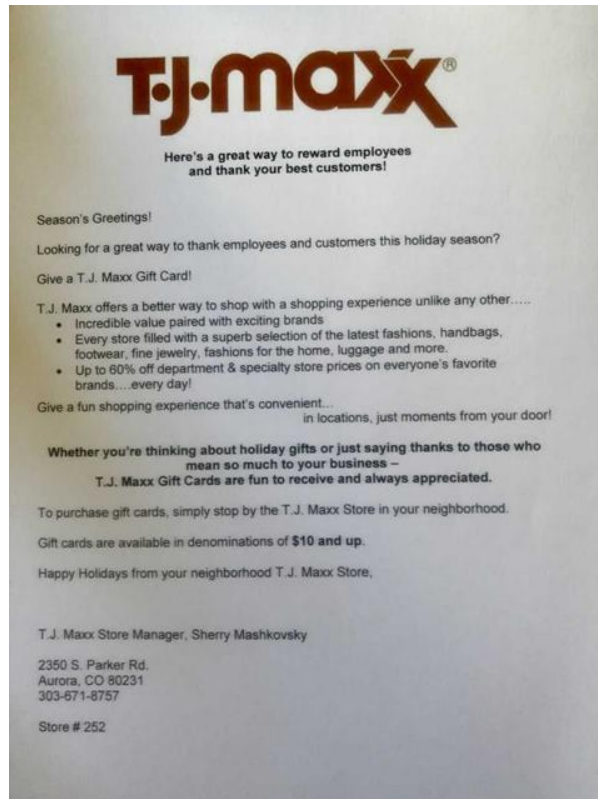 T·J·maxx®
Here's a great way to reward employees
and thank your best customers!
Season's Greetings!
Looking for a great way to thank employees and customers this holiday season?
Give a T.J. Maxx Gift Card!
T.J. Maxx offers a better way to shop with a shopping experience unlike any other.....
• Incredible value paired with exciting brands
• Every store filled with a superb selection of the latest fashions, handbags,
footwear, fine jewelry, fashions for the home, luggage and more.
• Up to 60% off department & specialty store prices on everyone's favorite
brands....every day!
Give a fun shopping experience that's convenient...
in locations, just moments from your door!
Whether you're thinking about holiday gifts or just saying thanks to those who
mean so much to your business –
T.J. Maxx Gift Cards are fun to receive and always appreciated.
To purchase gift cards, simply stop by the T.J. Maxx Store in your neighborhood.
Gift cards are available in denominations of $10 and up.
Happy Holidays from your neighborhood T.J. Maxx Store,
T.J. Maxx Store Manager, Sherry Mashkovsky
2350 S. Parker Rd.
Aurora, CO 80231
303-671-8757
Store # 252